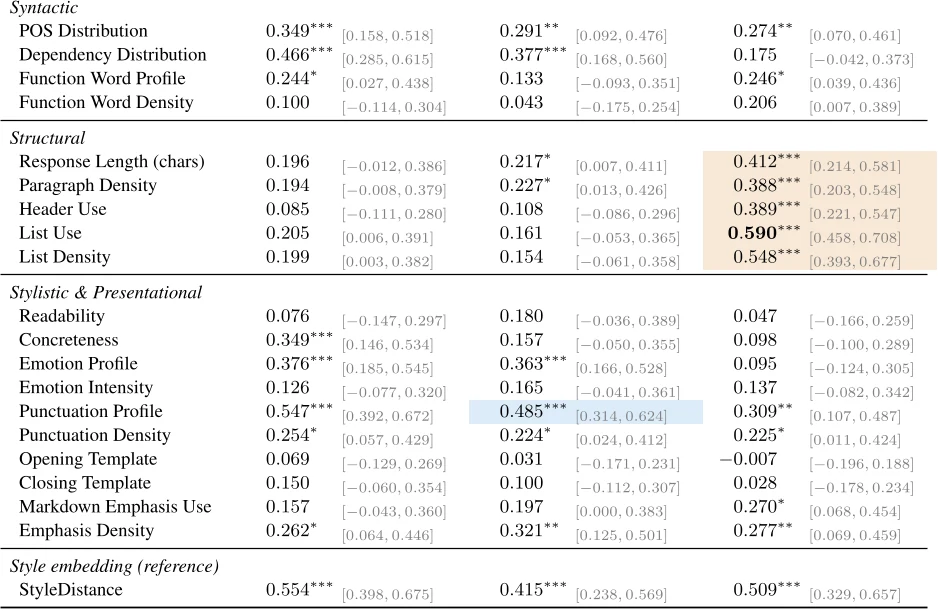 Syntactic
POS Distribution 0.349*** [0.158, 0.518] 0.291** [0.092, 0.476] 0.274** [0.070, 0.461]
Dependency Distribution 0.466*** [0.285, 0.615] 0.377*** [0.168, 0.560] 0.175 [−0.042, 0.373]
Function Word Profile 0.244* [0.027, 0.438] 0.133 [−0.093, 0.351] 0.246* [0.039, 0.436]
Function Word Density 0.100 [−0.114, 0.304] 0.043 [−0.175, 0.254] 0.206 [0.007, 0.389]
Structural
Response Length (chars) 0.196 [−0.012, 0.386] 0.217* [0.007, 0.411] 0.412*** [0.214, 0.581]
Paragraph Density 0.194 [−0.008, 0.379] 0.227* [0.013, 0.426] 0.388*** [0.203, 0.548]
Header Use 0.085 [−0.111, 0.280] 0.108 [−0.086, 0.296] 0.389*** [0.221, 0.547]
List Use 0.205 [0.006, 0.391] 0.161 [−0.053, 0.365] 0.590*** [0.458, 0.708]
List Density 0.199 [0.003, 0.382] 0.154 [−0.061, 0.358] 0.548*** [0.393, 0.677]
Stylistic & Presentational
Readability 0.076 [−0.147, 0.297] 0.180 [−0.036, 0.389] 0.047 [−0.166, 0.259]
Concreteness 0.349*** [0.146, 0.534] 0.157 [−0.050, 0.355] 0.098 [−0.100, 0.289]
Emotion Profile 0.376*** [0.185, 0.545] 0.363*** [0.166, 0.528] 0.095 [−0.124, 0.305]
Emotion Intensity 0.126 [−0.077, 0.320] 0.165 [−0.041, 0.361] 0.137 [−0.082, 0.342]
Punctuation Profile 0.547*** [0.392, 0.672] 0.485*** [0.314, 0.624] 0.309** [0.107, 0.487]
Punctuation Density 0.254* [0.057, 0.429] 0.224* [0.024, 0.412] 0.225* [0.011, 0.424]
Opening Template 0.069 [−0.129, 0.269] 0.031 [−0.171, 0.231] −0.007 [−0.196, 0.188]
Closing Template 0.150 [−0.060, 0.354] 0.100 [−0.112, 0.307] 0.028 [−0.178, 0.234]
Markdown Emphasis Use 0.157 [−0.043, 0.360] 0.197 [0.000, 0.383] 0.270* [0.068, 0.454]
Emphasis Density 0.262* [0.064, 0.446] 0.321** [0.125, 0.501] 0.277** [0.069, 0.459]
Style embedding (reference)
StyleDistance 0.554*** [0.398, 0.675] 0.415*** [0.238, 0.569] 0.509*** [0.329, 0.657]